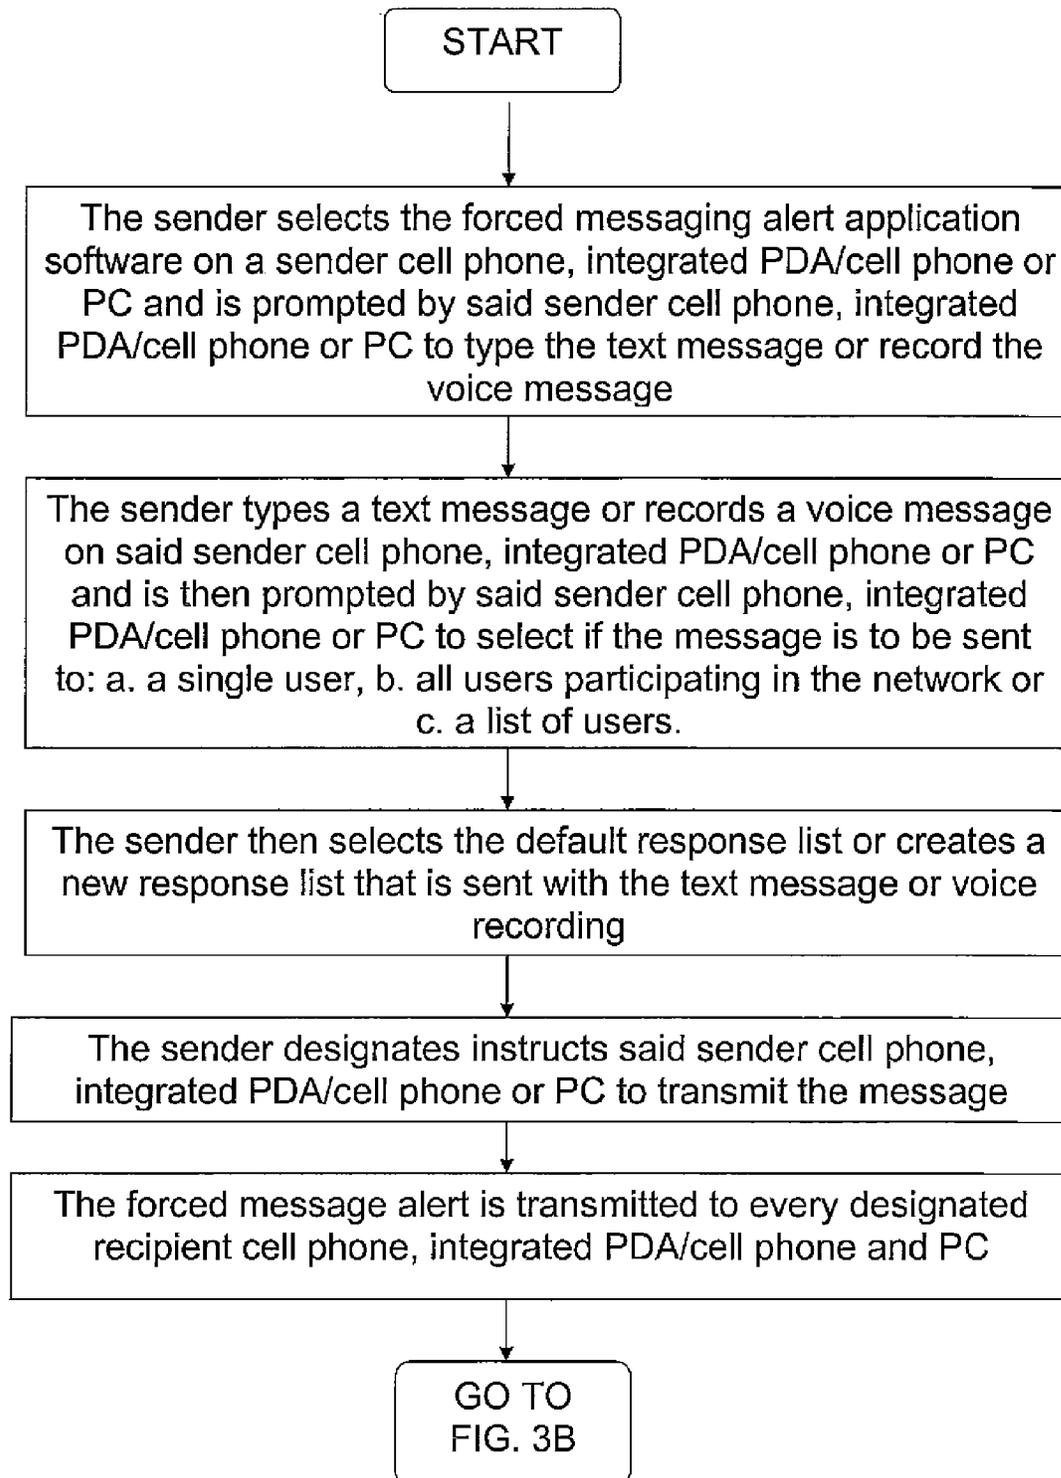 START
The sender selects the forced messaging alert application
software on a sender cell phone, integrated PDA/cell phone or
PC and is prompted by said sender cell phone, integrated
PDA/cell phone or PC to type the text message or record the
voice message
The sender types a text message or records a voice message
on said sender cell phone, integrated PDA/cell phone or PC
and is then prompted by said sender cell phone, integrated
PDA/cell phone or PC to select if the message is to be sent
to: a. a single user, b. all users participating in the network or
c. a list of users.
The sender then selects the default response list or creates a
new response list that is sent with the text message or voice
recording
The sender designates instructs said sender cell phone,
integrated PDA/cell phone or PC to transmit the message
The forced message alert is transmitted to every designated
recipient cell phone, integrated PDA/cell phone and PC
GO TO
FIG. 3B